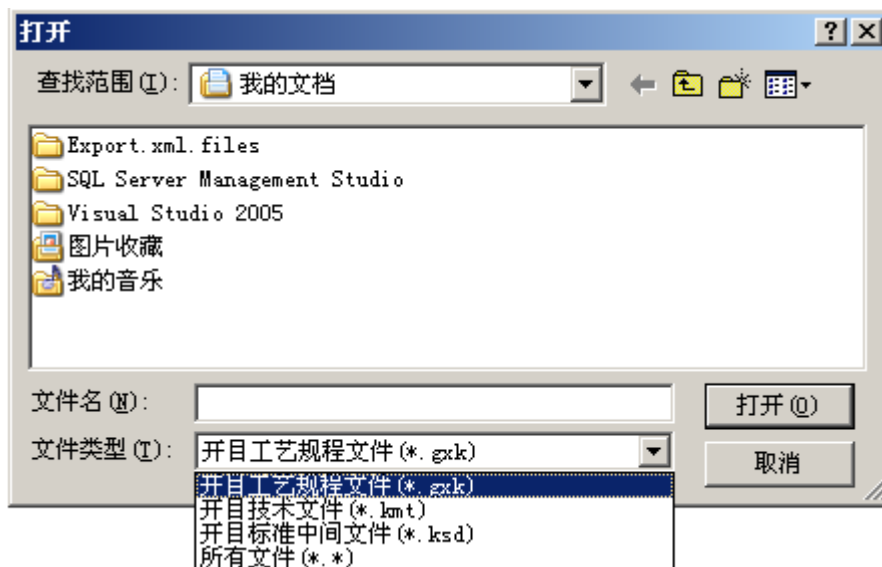 打开
查找范围(I): 我的文档
Export.xml.files
SQL Server Management Studio
Visual Studio 2005
图片收藏
我的音乐
文件名(N): 打开(O)
文件类型(T): 开目工艺规程文件(*.gxk) 取消
开目工艺规程文件(*.gxk)
开目技术文件(*.kmt)
开目标准中间文件(*.ksd)
所有文件(*.*)